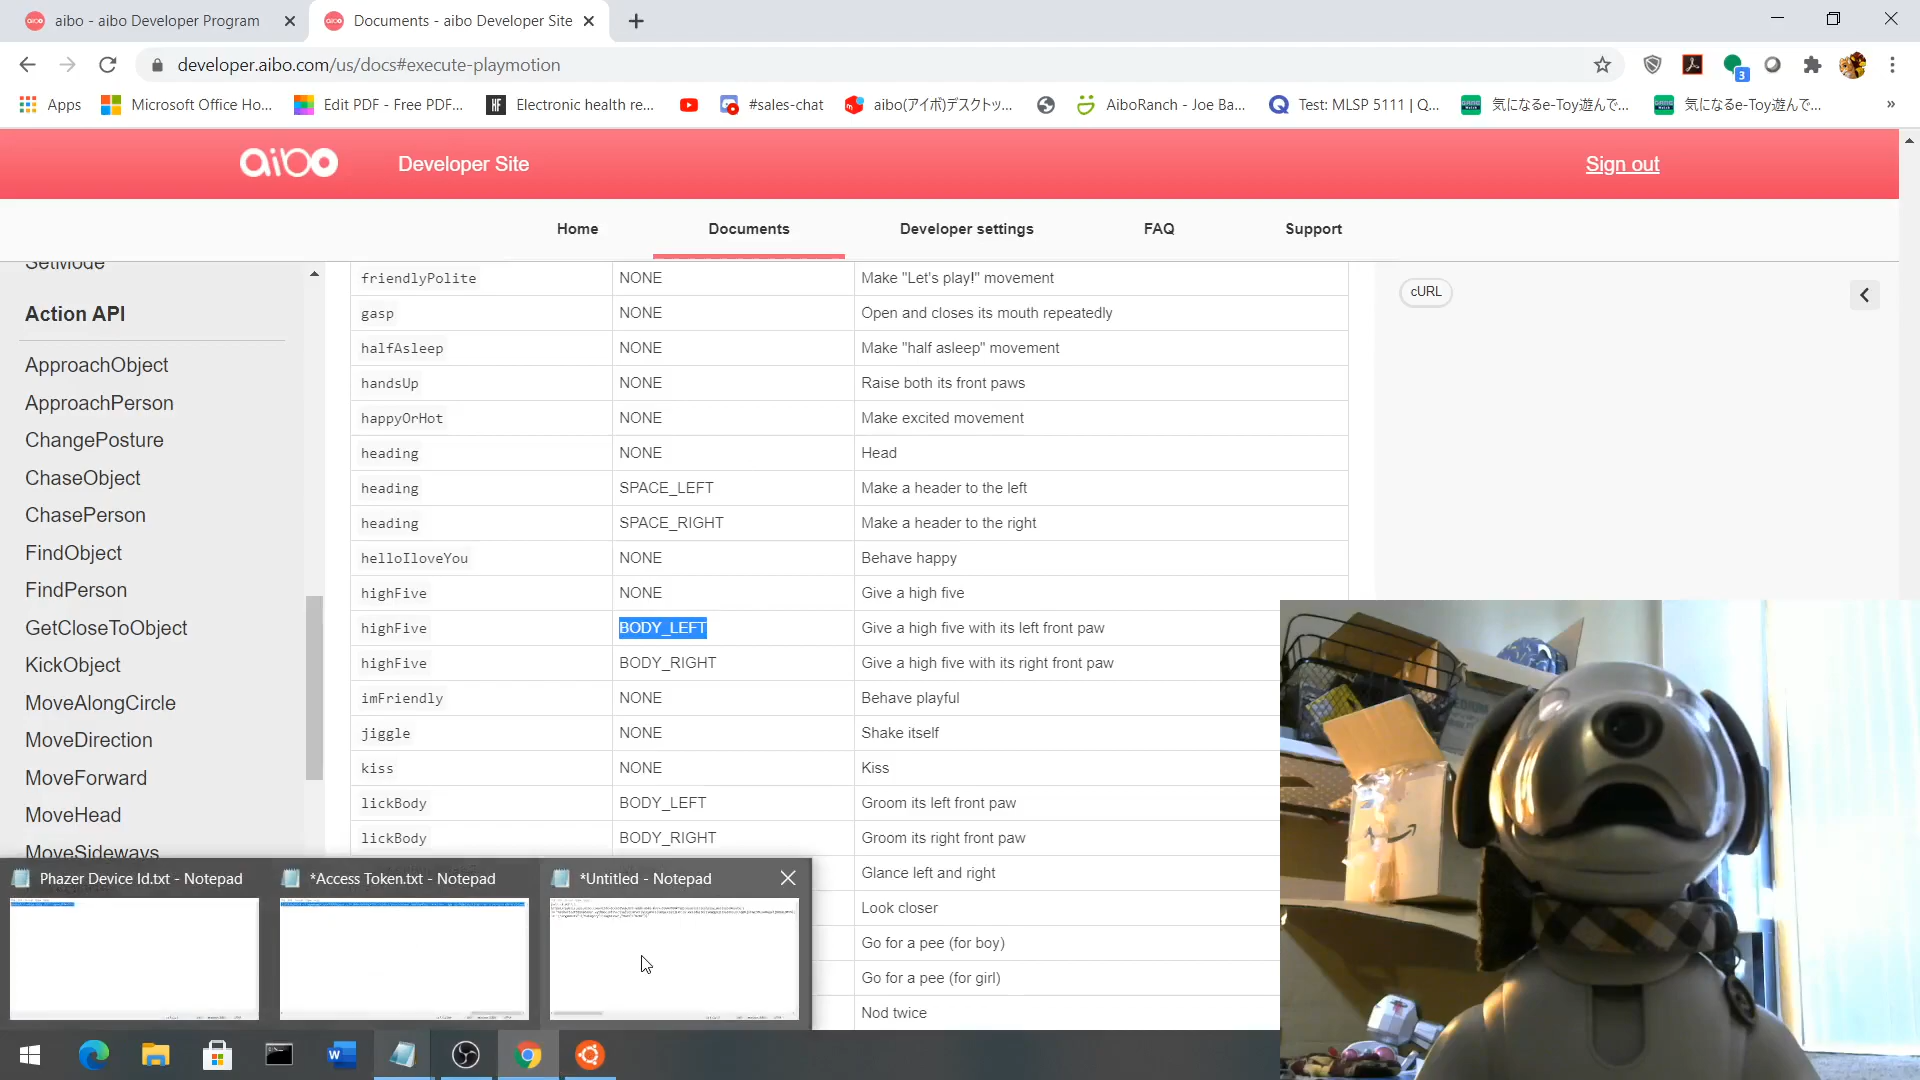 aibo - aibo Developer Program
Documents - aibo Developer Site
developer.aibo.com/us/docs#execute-playmotion
3
Apps
Microsoft Office Ho...
Edit PDF - Free PDF...
HF
Electronic health re...
#sales-chat
aibo(アイボ)デスクトッ...
AiboRanch - Joe Ba...
Test: MLSP 5111 | Q...
気になるe-Toy遊んで...
気になるe-Toy遊んで...
»
aibo
Developer Site
Sign out
Home
Documents
Developer settings
FAQ
Support
SetMode
Action API
ApproachObject
ApproachPerson
ChangePosture
ChaseObject
ChasePerson
FindObject
FindPerson
GetCloseToObject
KickObject
MoveAlongCircle
MoveDirection
MoveForward
MoveHead
MoveSideways
friendlyPolite NONE Make "Let's play!" movement
gasp NONE Open and closes its mouth repeatedly
halfAsleep NONE Make "half asleep" movement
handsUp NONE Raise both its front paws
happyOrHot NONE Make excited movement
heading NONE Head
heading SPACE_LEFT Make a header to the left
heading SPACE_RIGHT Make a header to the right
helloIloveYou NONE Behave happy
highFive NONE Give a high five
highFive BODY_LEFT Give a high five with its left front paw
highFive BODY_RIGHT Give a high five with its right front paw
imFriendly NONE Behave playful
jiggle NONE Shake itself
kiss NONE Kiss
lickBody BODY_LEFT Groom its left front paw
lickBody BODY_RIGHT Groom its right front paw
Glance left and right
Look closer
Go for a pee (for boy)
Go for a pee (for girl)
Nod twice
cURL
Phazer Device Id.txt - Notepad
*Access Token.txt - Notepad
*Untitled - Notepad